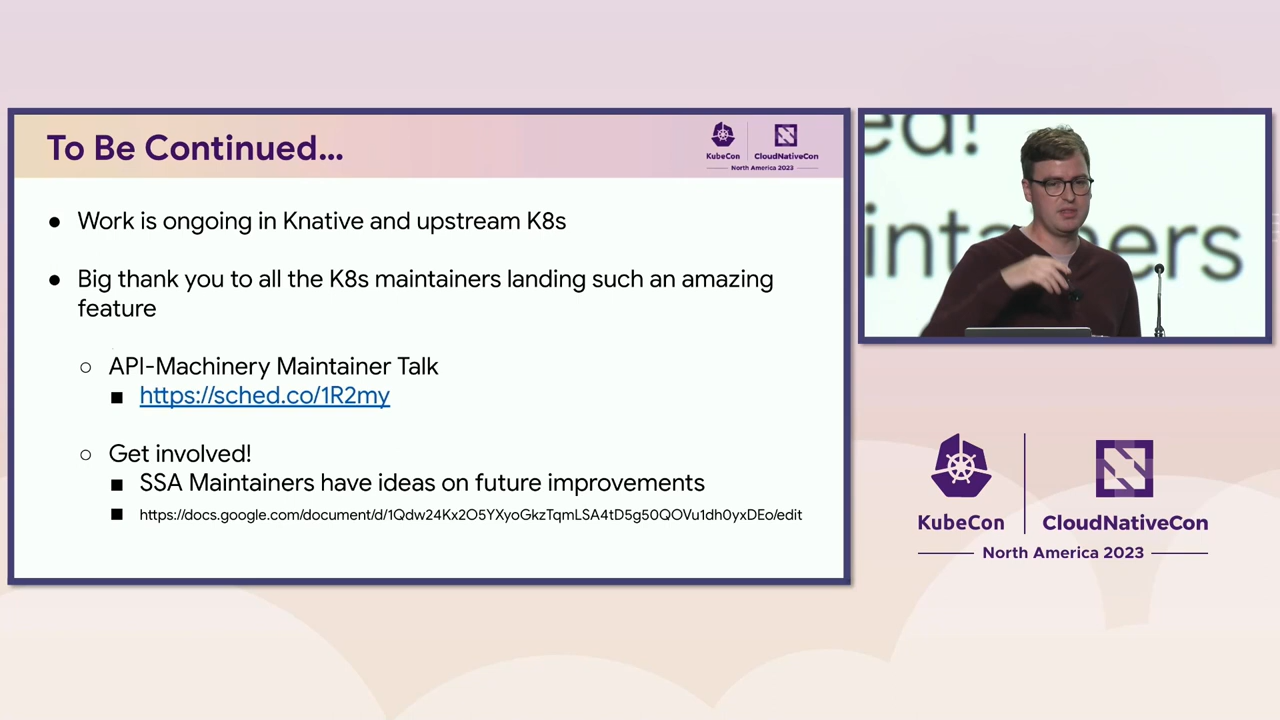 To Be Continued...
KubeCon
CloudNativeCon
North America 2023
● Work is ongoing in Knative and upstream K8s
● Big thank you to all the K8s maintainers landing such an amazing
feature
○ API-Machinery Maintainer Talk
■ https://sched.co/1R2my
○ Get involved!
■ SSA Maintainers have ideas on future improvements
■ https://docs.google.com/document/d/1Qdw24Kx2O5YXyoGkzTqmLSA4tD5g50QOVu1dh0yxDEo/edit
ed!
intainers
KubeCon
CloudNativeCon
North America 2023